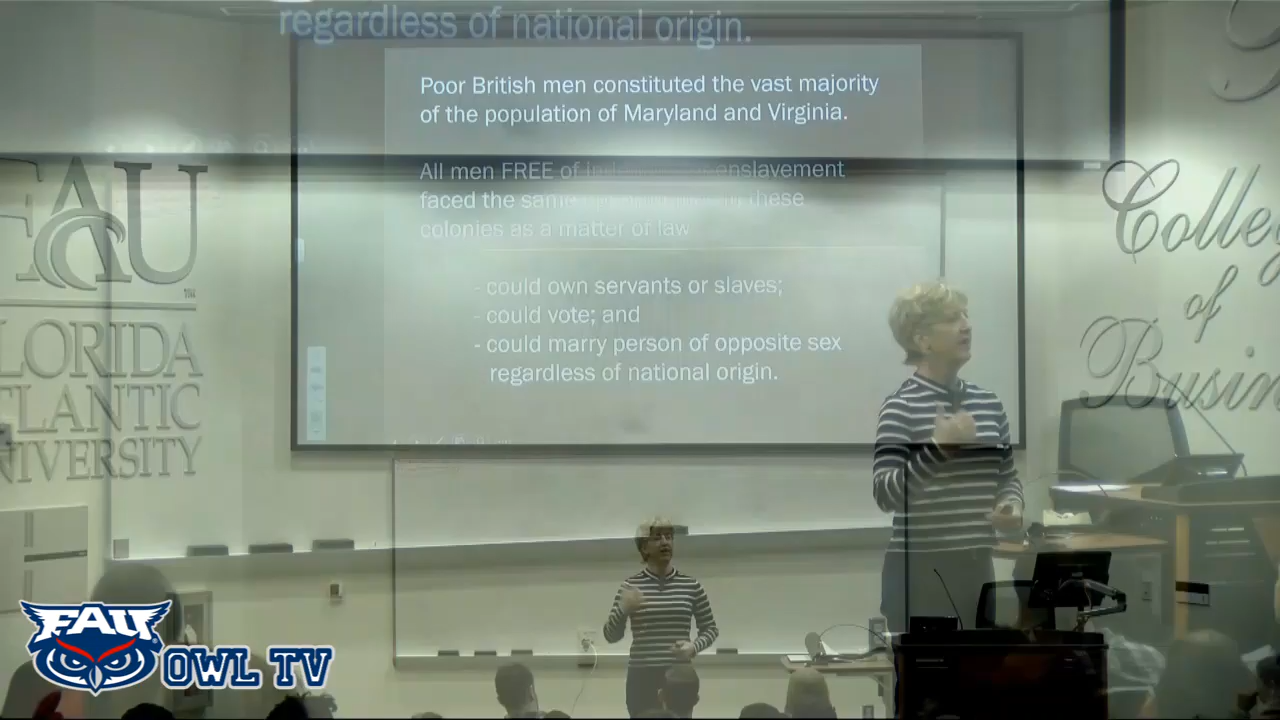 regardless of national origin.
Poor British men constituted the vast majority
of the population of Maryland and Virginia.
All men FREE of enslavement
faced the same these
colonies as a matter of law
- could own servants or slaves;
- could vote; and
- could marry person of opposite sex
regardless of national origin.
FAU
FLORIDA
ATLANTIC
UNIVERSITY
College
of
Busin
FAU
OWL TV